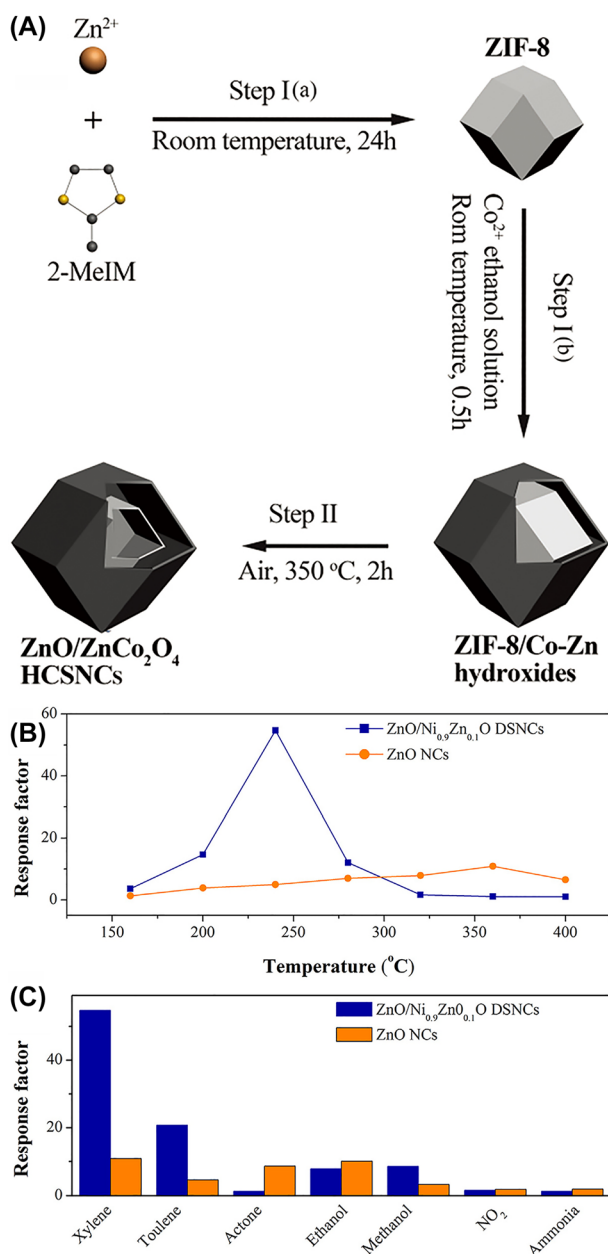 (A)
Zn²⁺
+
2-MeIM
Step I(a)
Room temperature, 24h
ZIF-8
Co²⁺ ethanol solution
Rom temperature, 0.5h
Step I(b)
ZIF-8/Co-Zn
hydroxides
Step II
Air, 350 °C, 2h
ZnO/ZnCo₂O₄
HCSNCs
(B)
Response factor
60
40
20
0
ZnO/Ni₀.₉Zn₀.₁O DSNCs
ZnO NCs
150 200 250 300 350 400
Temperature (°C)
(C)
Response factor
40
20
0
ZnO/Ni₀.₉Zn0₀.₁O DSNCs
ZnO NCs
Xylene Toulene Actone Ethanol Methanol NO₂ Ammonia